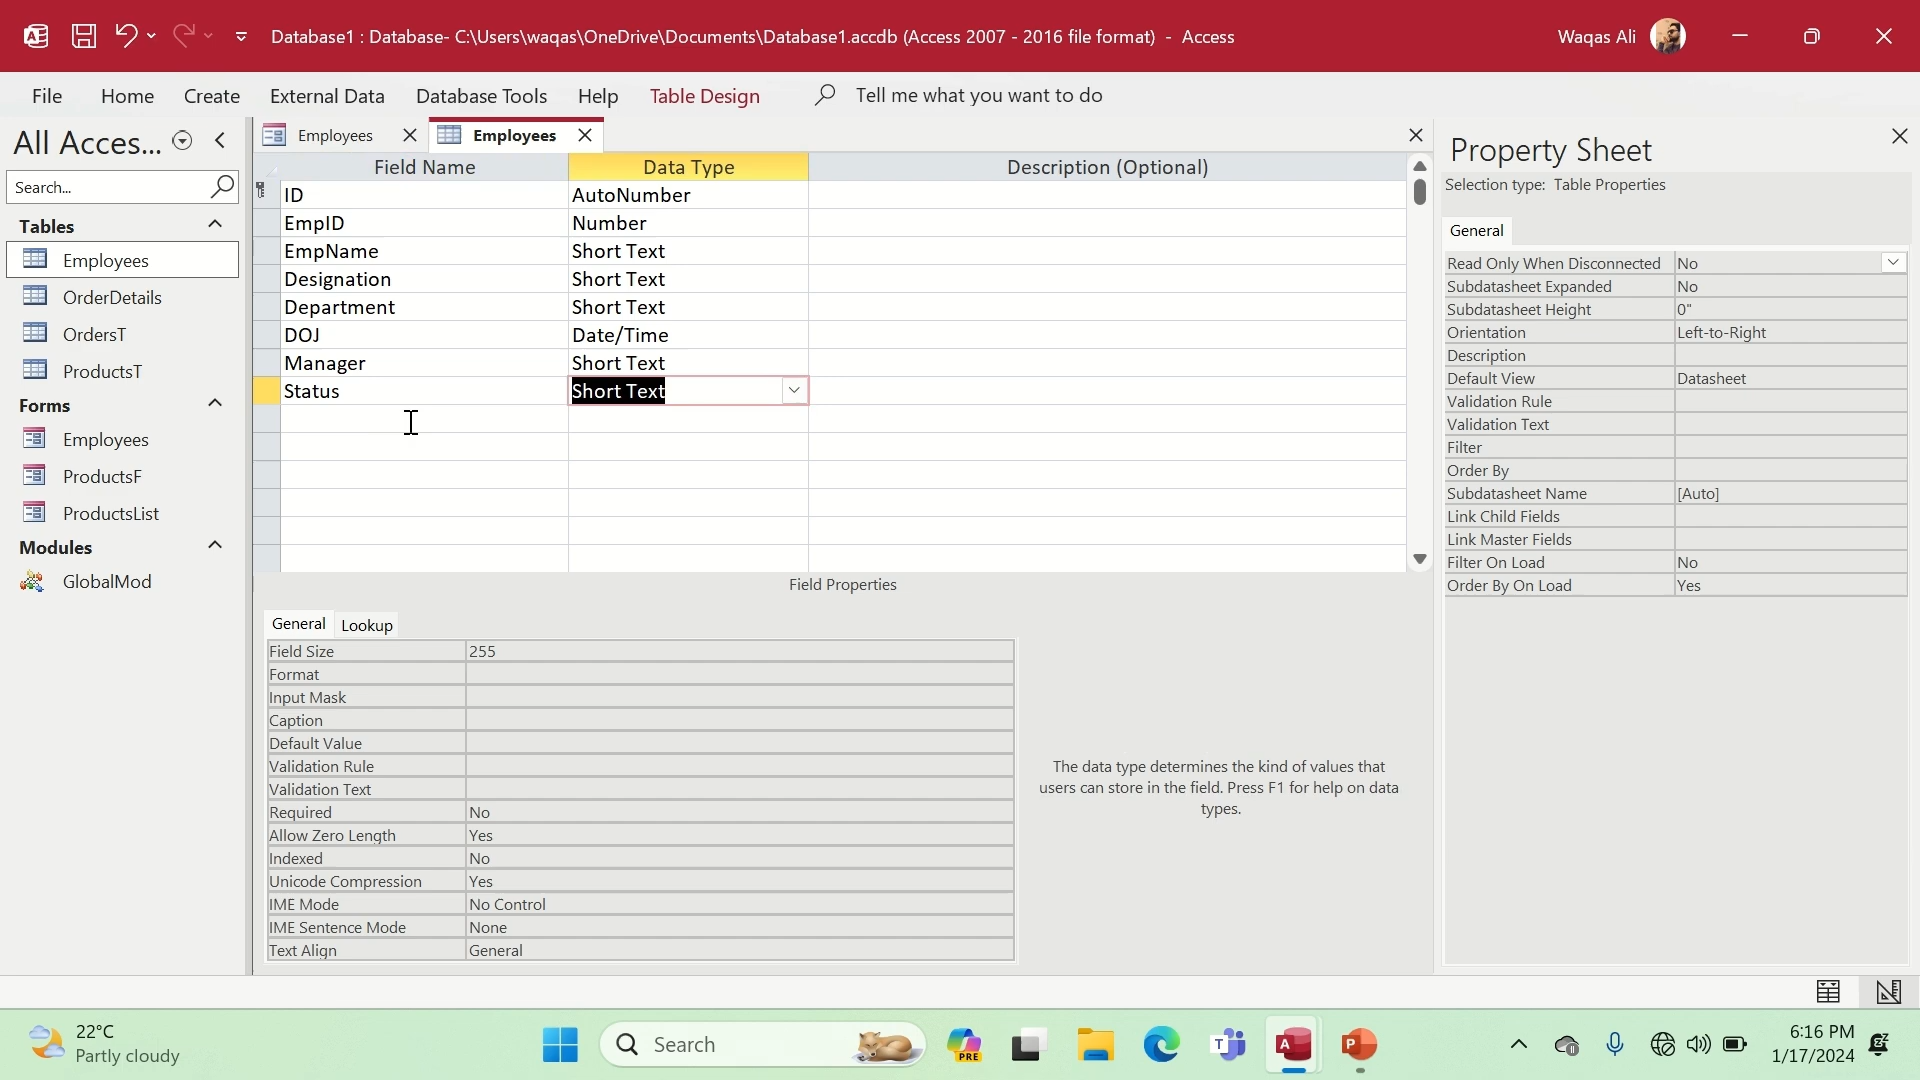 Database1 : Database- C:\Users\waqas\OneDrive\Documents\Database1.accdb (Access 2007 - 2016 file format) - Access
Waqas Ali
File
Home
Create
External Data
Database Tools
Help
Table Design
Tell me what you want to do
All Acces...
Search...
Tables
Employees
OrderDetails
OrdersT
ProductsT
Forms
Employees
ProductsF
ProductsList
Modules
GlobalMod
Employees
Employees
Field Name Data Type Description (Optional)
ID AutoNumber
EmpID Number
EmpName Short Text
Designation Short Text
Department Short Text
DOJ Date/Time
Manager Short Text
Status Short Text
Field Properties
General
Lookup
Field Size 255
Format
Input Mask
Caption
Default Value
Validation Rule
Validation Text
Required No
Allow Zero Length Yes
Indexed No
Unicode Compression Yes
IME Mode No Control
IME Sentence Mode None
Text Align General
The data type determines the kind of values that
users can store in the field. Press F1 for help on data
types.
Property Sheet
Selection type: Table Properties
General
Read Only When Disconnected No
Subdatasheet Expanded No
Subdatasheet Height 0"
Orientation Left-to-Right
Description
Default View Datasheet
Validation Rule
Validation Text
Filter
Order By
Subdatasheet Name [Auto]
Link Child Fields
Link Master Fields
Filter On Load No
Order By On Load Yes
22°C
Partly cloudy
Search
PRE
6:16 PM
1/17/2024